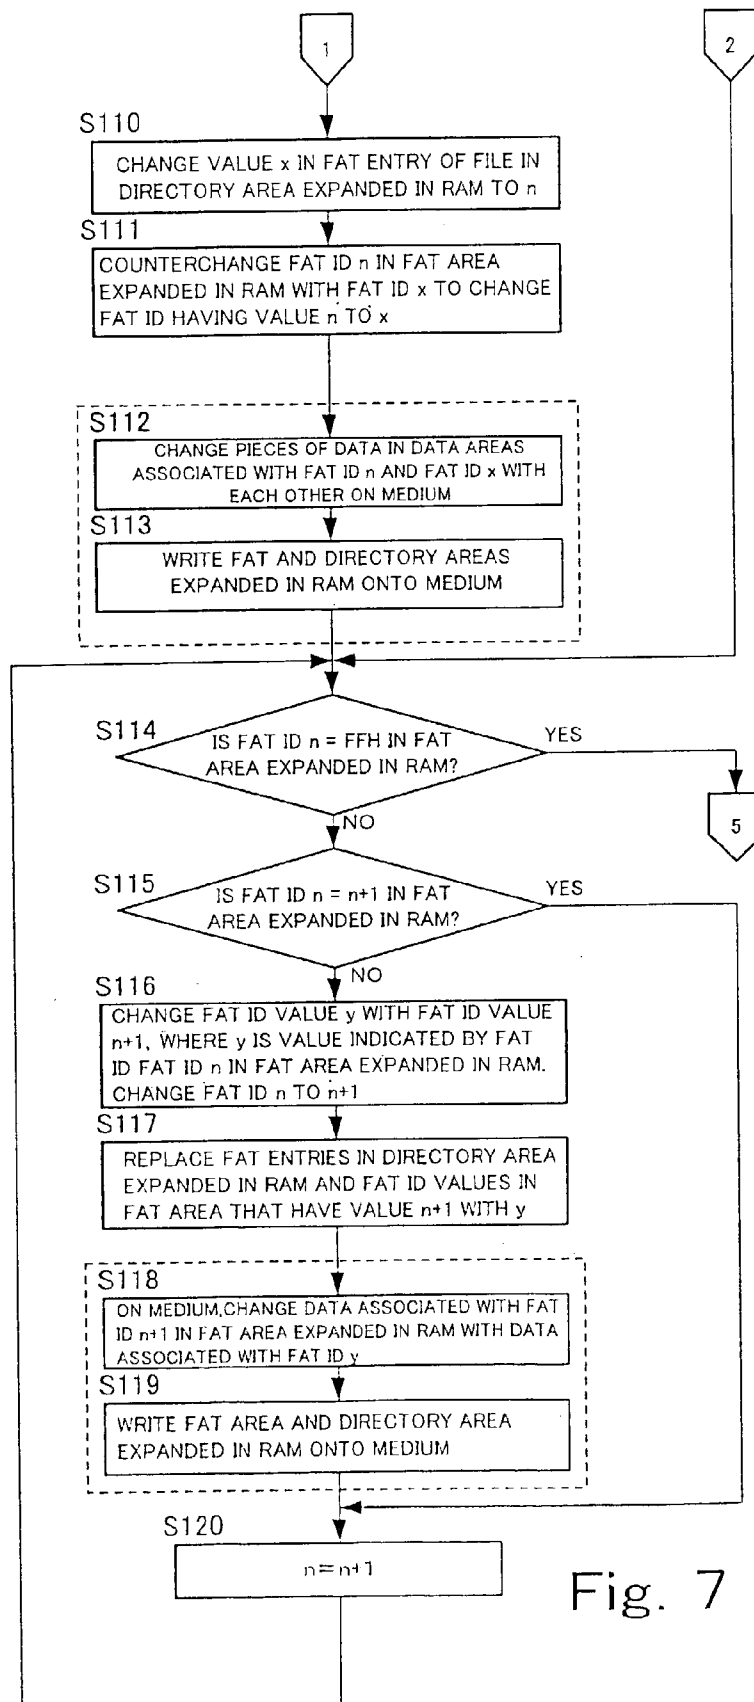 1
2
S110
CHANGE VALUE x IN FAT ENTRY OF FILE IN
DIRECTORY AREA EXPANDED IN RAM TO n
S111
COUNTERCHANGE FAT ID n IN FAT AREA
EXPANDED IN RAM WITH FAT ID x TO CHANGE
FAT ID HAVING VALUE n TO x
S112
CHANGE PIECES OF DATA IN DATA AREAS
ASSOCIATED WITH FAT ID n AND FAT ID x WITH
EACH OTHER ON MEDIUM
S113
WRITE FAT AND DIRECTORY AREAS
EXPANDED IN RAM ONTO MEDIUM
S114
IS FAT ID n = FFH IN FAT
AREA EXPANDED IN RAM?
YES
5
NO
S115
IS FAT ID n = n+1 IN FAT
AREA EXPANDED IN RAM?
YES
NO
S116
CHANGE FAT ID VALUE y WITH FAT ID VALUE
n+1, WHERE y IS VALUE INDICATED BY FAT
ID FAT ID n IN FAT AREA EXPANDED IN RAM.
CHANGE FAT ID n TO n+1
S117
REPLACE FAT ENTRIES IN DIRECTORY AREA
EXPANDED IN RAM AND FAT ID VALUES IN
FAT AREA THAT HAVE VALUE n+1 WITH y
S118
ON MEDIUM,CHANGE DATA ASSOCIATED WITH FAT
ID n+1 IN FAT AREA EXPANDED IN RAM WITH DATA
ASSOCIATED WITH FAT ID y
S119
WRITE FAT AREA AND DIRECTORY AREA
EXPANDED IN RAM ONTO MEDIUM
S120
n=n+1
Fig. 7